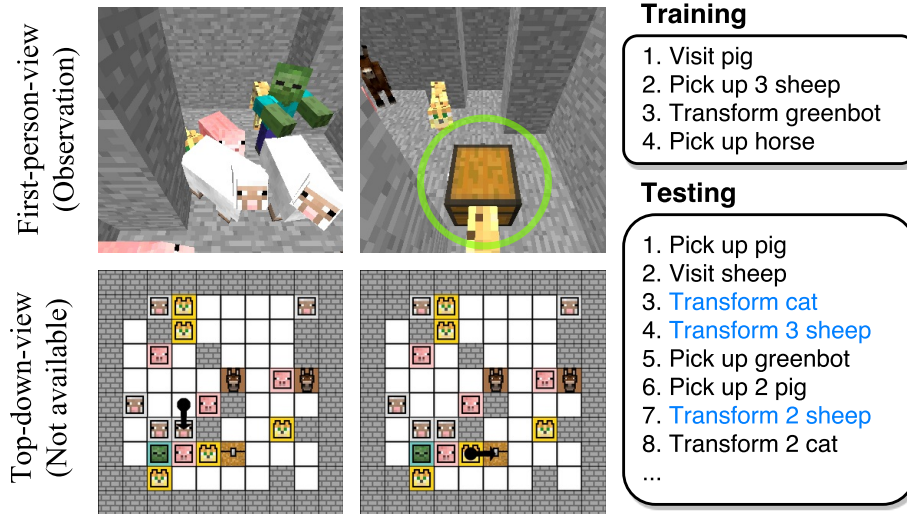 First-person-view
(Observation)
Top-down-view
(Not available)
Training
1. Visit pig
2. Pick up 3 sheep
3. Transform greenbot
4. Pick up horse
Testing
1. Pick up pig
2. Visit sheep
3. Transform cat
4. Transform 3 sheep
5. Pick up greenbot
6. Pick up 2 pig
7. Transform 2 sheep
8. Transform 2 cat
...